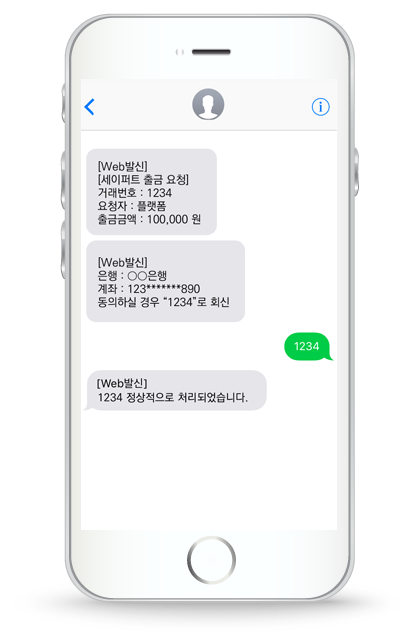 [Web발신]
[세이퍼트 출금 요청]
거래번호 : 1234
요청자 : 플랫폼
출금금액 : 100,000 원
[Web발신]
은행 : ○○은행
계좌 : 123*******890
동의하실 경우 “1234”로 회신
1234
[Web발신]
1234 정상적으로 처리되었습니다.